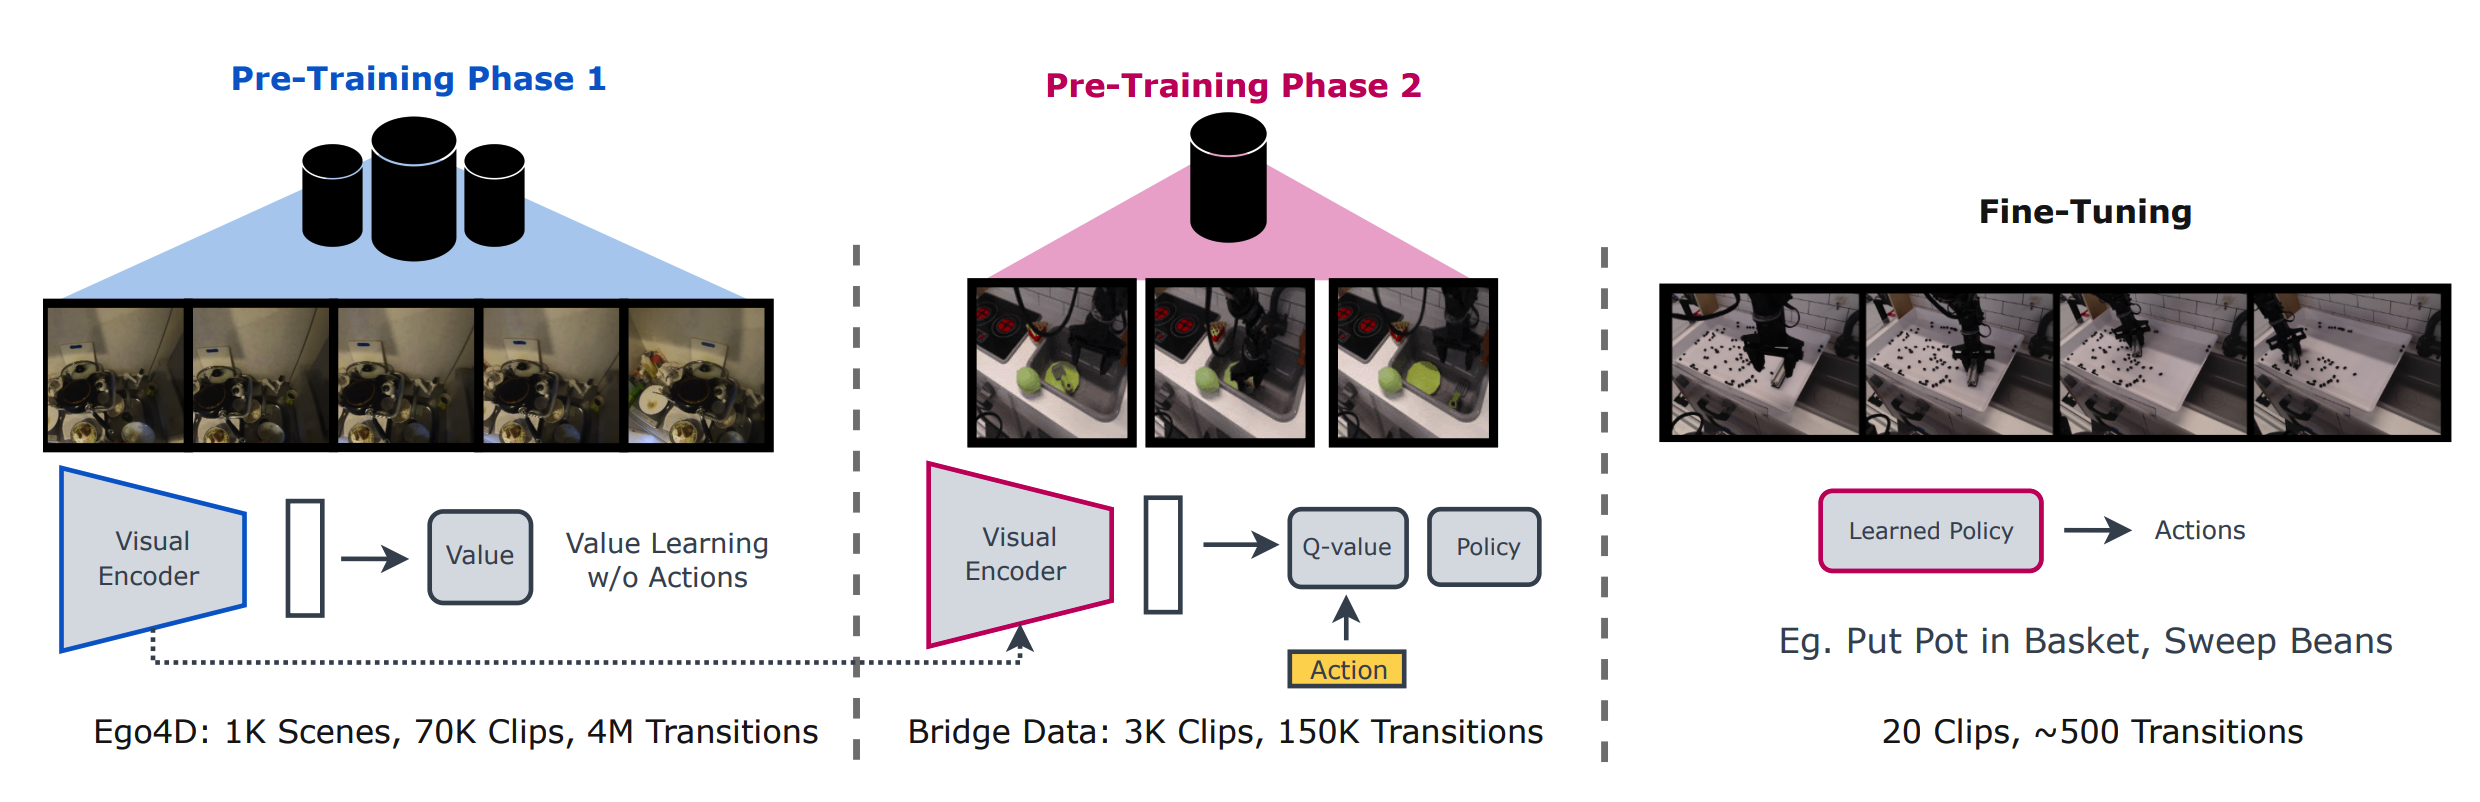 Pre-Training Phase 1
Visual
Encoder
Value
Value Learning
w/o Actions
Ego4D: 1K Scenes, 70K Clips, 4M Transitions
Pre-Training Phase 2
Visual
Encoder
Q-value
Policy
Action
Bridge Data: 3K Clips, 150K Transitions
Fine-Tuning
Learned Policy
Actions
Eg. Put Pot in Basket, Sweep Beans
20 Clips, ~500 Transitions